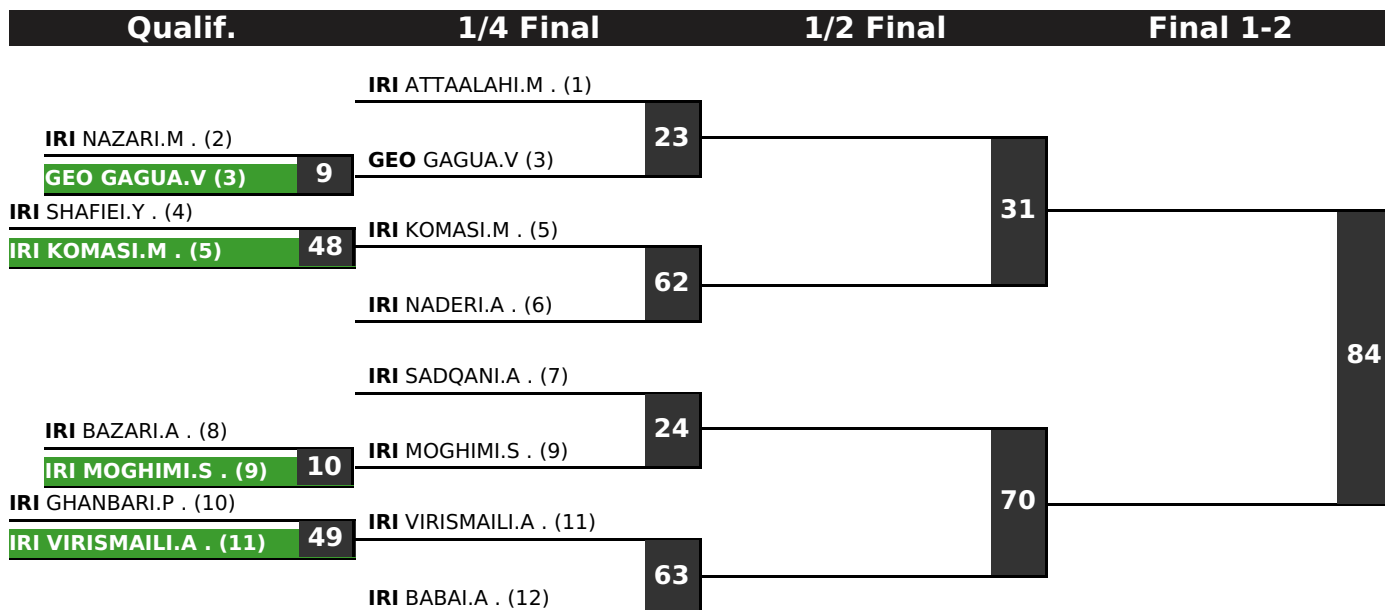 Qualif. 1/4 Final 1/2 Final Final 1-2
IRI ATTAALAHI.M . (1)
23
IRI NAZARI.M . (2)
GEO GAGUA.V (3)
9
GEO GAGUA.V (3)
31
IRI SHAFIEI.Y . (4)
IRI KOMASI.M . (5)
48
IRI KOMASI.M . (5)
62
IRI NADERI.A . (6)
84
IRI SADQANI.A . (7)
24
IRI BAZARI.A . (8)
IRI MOGHIMI.S . (9)
10
IRI MOGHIMI.S . (9)
70
IRI GHANBARI.P . (10)
IRI VIRISMAILI.A . (11)
49
IRI VIRISMAILI.A . (11)
63
IRI BABAI.A . (12)